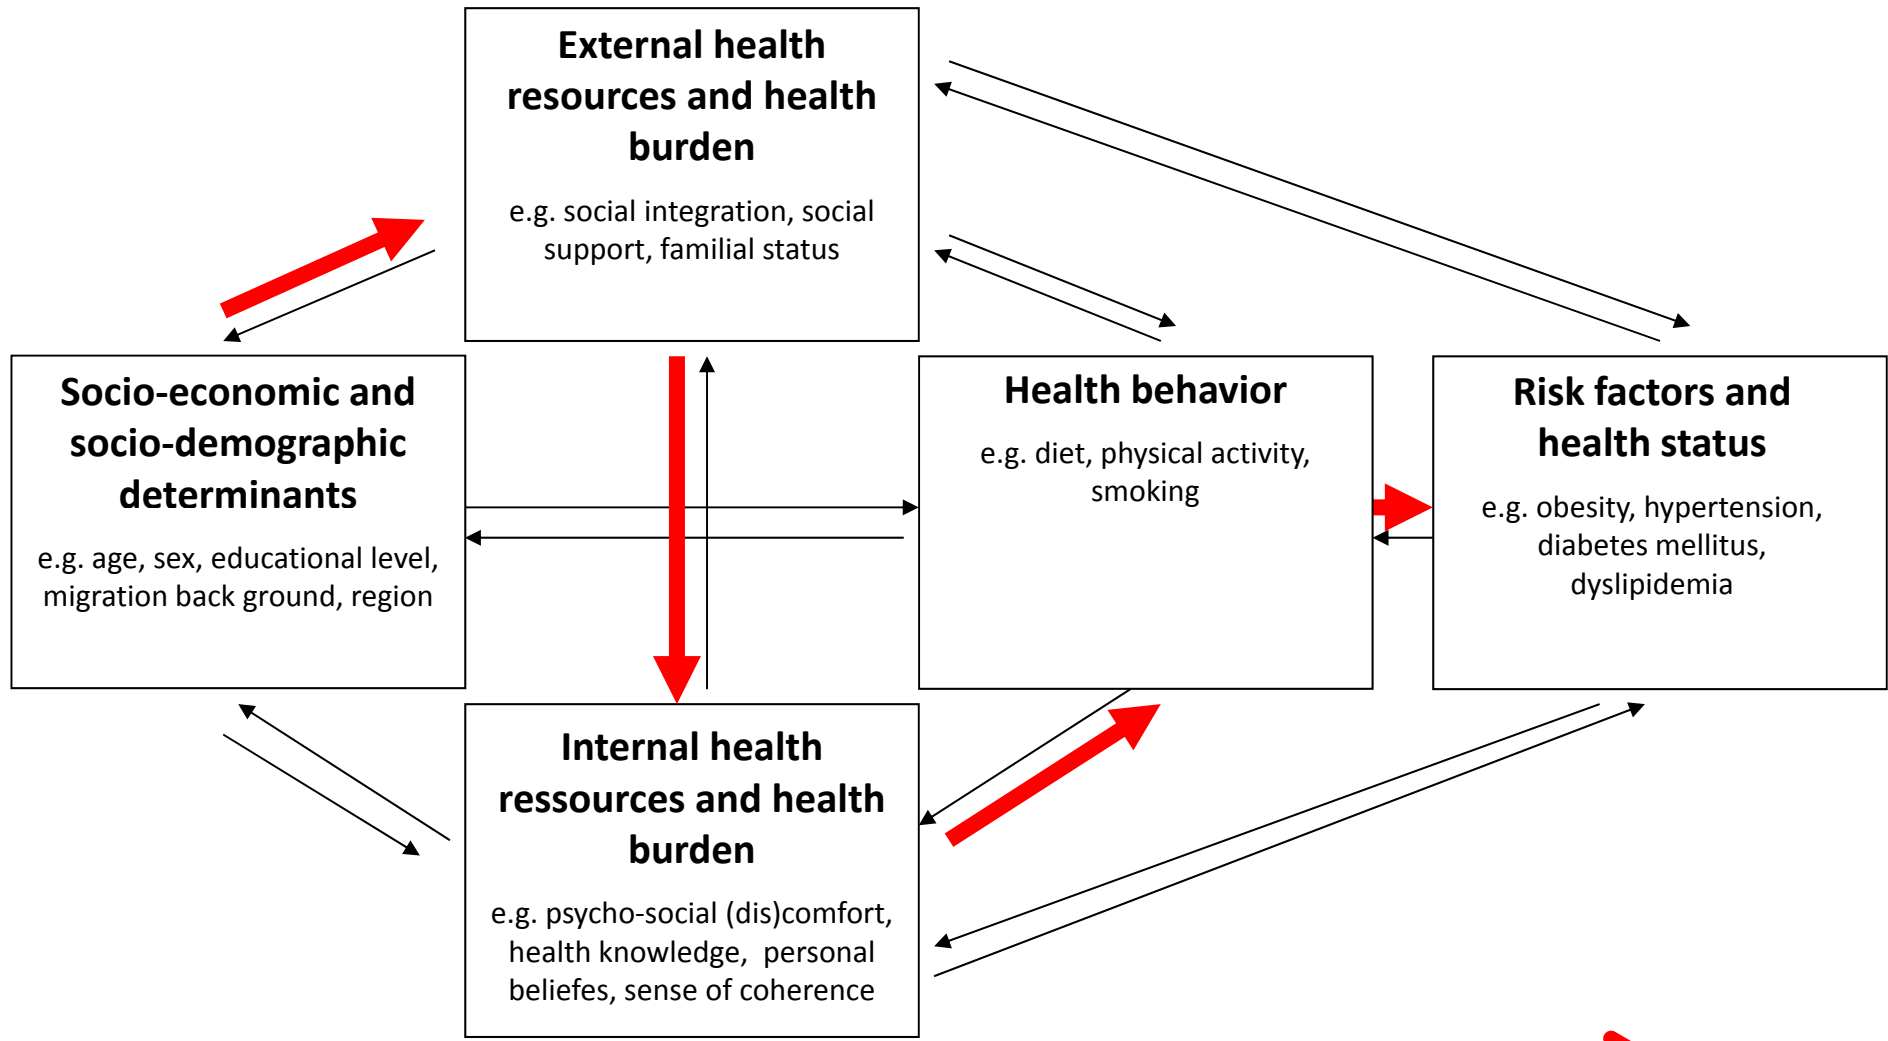 External health
resources and health
burden
e.g. social integration, social
support, familial status
Socio-economic and
socio-demographic
determinants
e.g. age, sex, educational level,
migration back ground, region
Health behavior
e.g. diet, physical activity,
smoking
Risk factors and
health status
e.g. obesity, hypertension,
diabetes mellitus,
dyslipidemia
Internal health
ressources and health
burden
e.g. psycho-social (dis)comfort,
health knowledge, personal
beliefes, sense of coherence